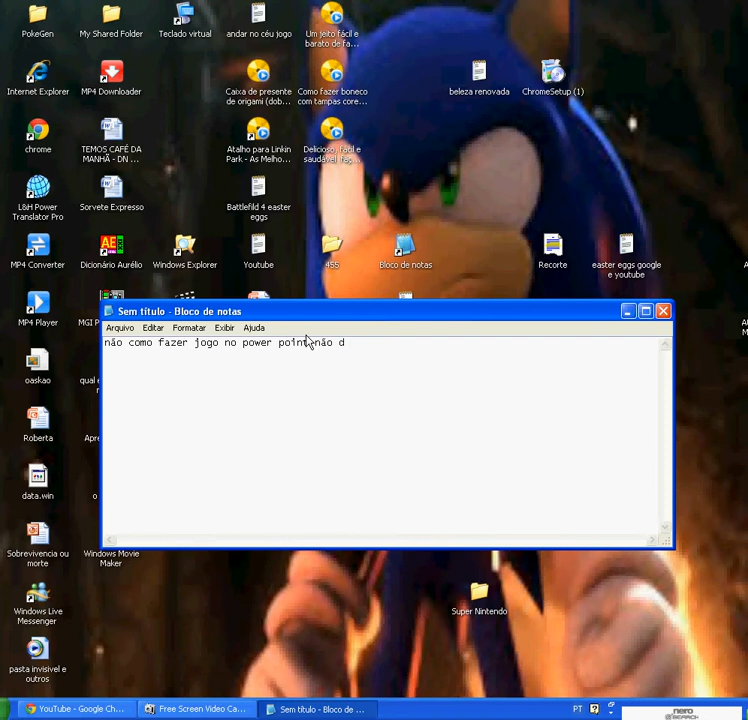 PokeGen
My Shared Folder
Teclado virtual
andar no céu jogo
Um jeito fácil e
barato de fa...
Internet Explorer
MP4 Downloader
Caixa de presente
de origami (dob...
Como fazer boneco
com tampas core...
beleza renovada
ChromeSetup (1)
chrome
TEMOS CAFÉ DA
MANHÃ - DN ...
Atalho para Linkin
Park - As Melho...
Delicioso, fácil e
saudável, faç...
L&H Power
Translator Pro
Sorvete Expresso
Battlefild 4 easter
eggs
MP4 Converter
Dicionário Aurélio
Windows Explorer
Youtube
455
Bloco de notas
Recorte
easter eggs google
e youtube
MP4 Player
MGI P
Sem título - Bloco de notas
Arquivo Editar Formatar Exibir Ajuda
não como fazer jogo no power point não d
oaskao
qual e
Roberta
Apre
data.win
o
Sobrevivencia ou
morte
Windows Movie
Maker
Windows Live
Messenger
Super Nintendo
pasta invisivel e
outros
YouTube - Google Ch...
Free Screen Video Ca...
Sem título - Bloco de ...
PT
nero
SEARCH